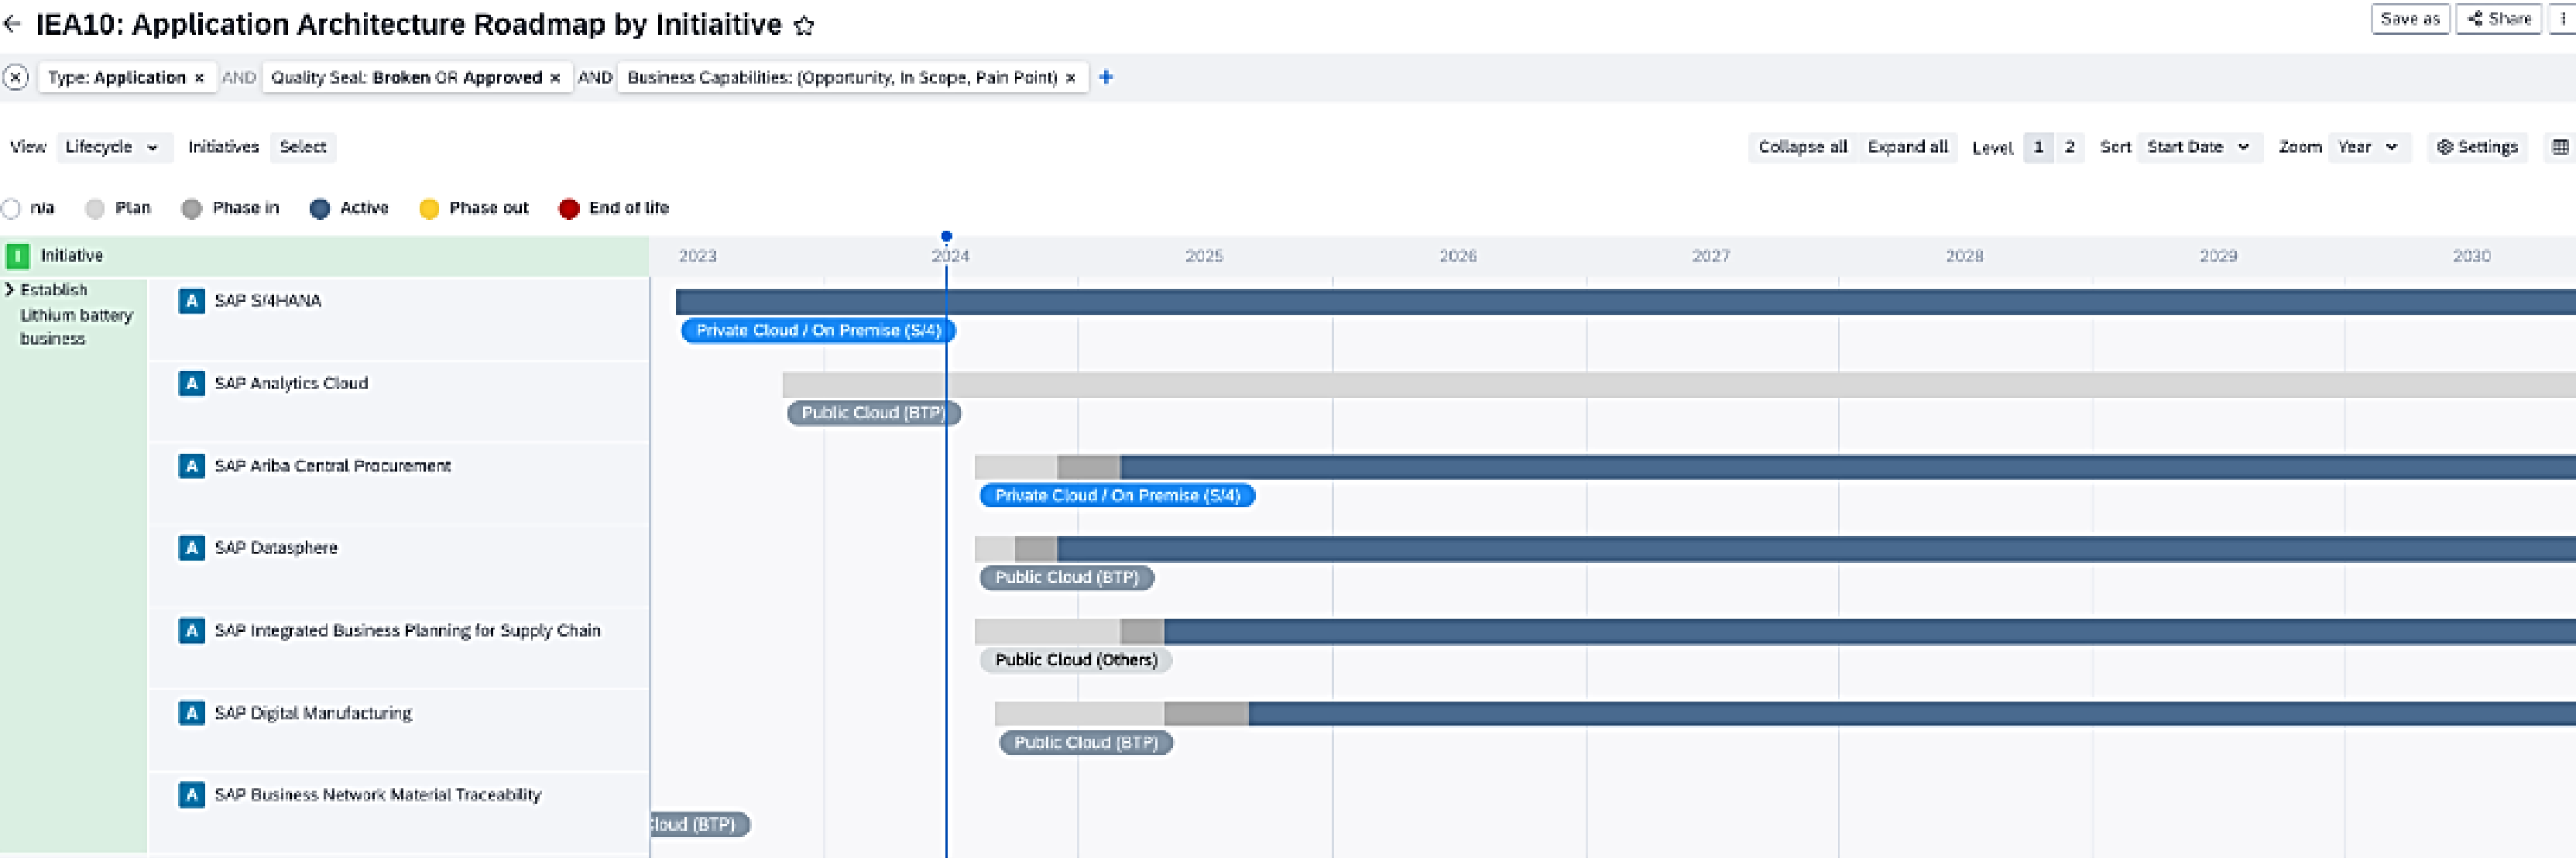 IEA10: Application Architecture Roadmap by Initiaitive
Save as Share
Type: Application × AND Quality Seal: Broken OR Approved × AND Business Capabilities: (Opportunity, In Scope, Pain Point) × +
View Lifecycle Initiatives Select Collapse all Expand all Level 1 2 Sort Start Date Zoom Year Settings
n/a Plan Phase in Active Phase out End of life
I Initiative 2023 2024 2025 2026 2027 2028 2029 2030
Establish
Lithium battery
business
A SAP S/4HANA
Private Cloud / On Premise (S/4)
A SAP Analytics Cloud
Public Cloud (BTP)
A SAP Ariba Central Procurement
Private Cloud / On Premise (S/4)
A SAP Datasphere
Public Cloud (BTP)
A SAP Integrated Business Planning for Supply Chain
Public Cloud (Others)
A SAP Digital Manufacturing
Public Cloud (BTP)
A SAP Business Network Material Traceability
Cloud (BTP)